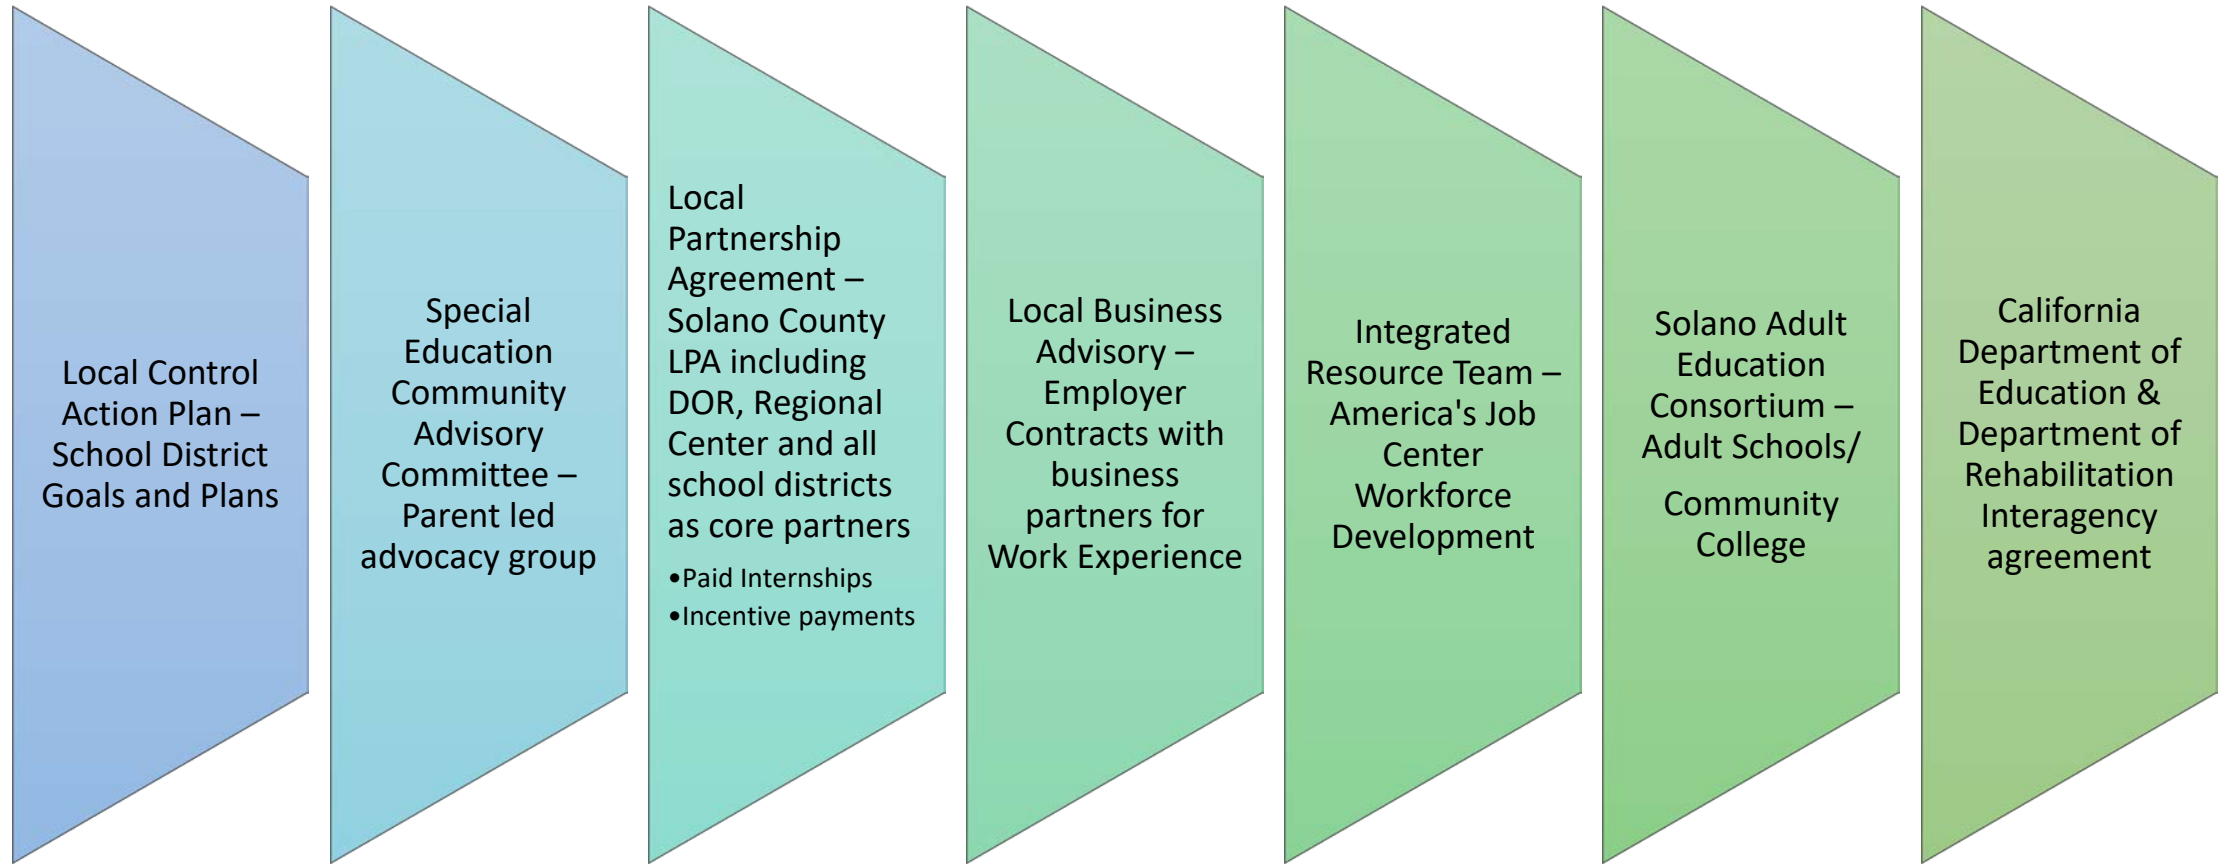 Local Control
Action Plan –
School District
Goals and Plans
Special
Education
Community
Advisory
Committee –
Parent led
advocacy group
Local
Partnership
Agreement –
Solano County
LPA including
DOR, Regional
Center and all
school districts
as core partners
•Paid Internships
•Incentive payments
Local Business
Advisory –
Employer
Contracts with
business
partners for
Work Experience
Integrated
Resource Team –
America's Job
Center
Workforce
Development
Solano Adult
Education
Consortium –
Adult Schools/
Community
College
California
Department of
Education &
Department of
Rehabilitation
Interagency
agreement